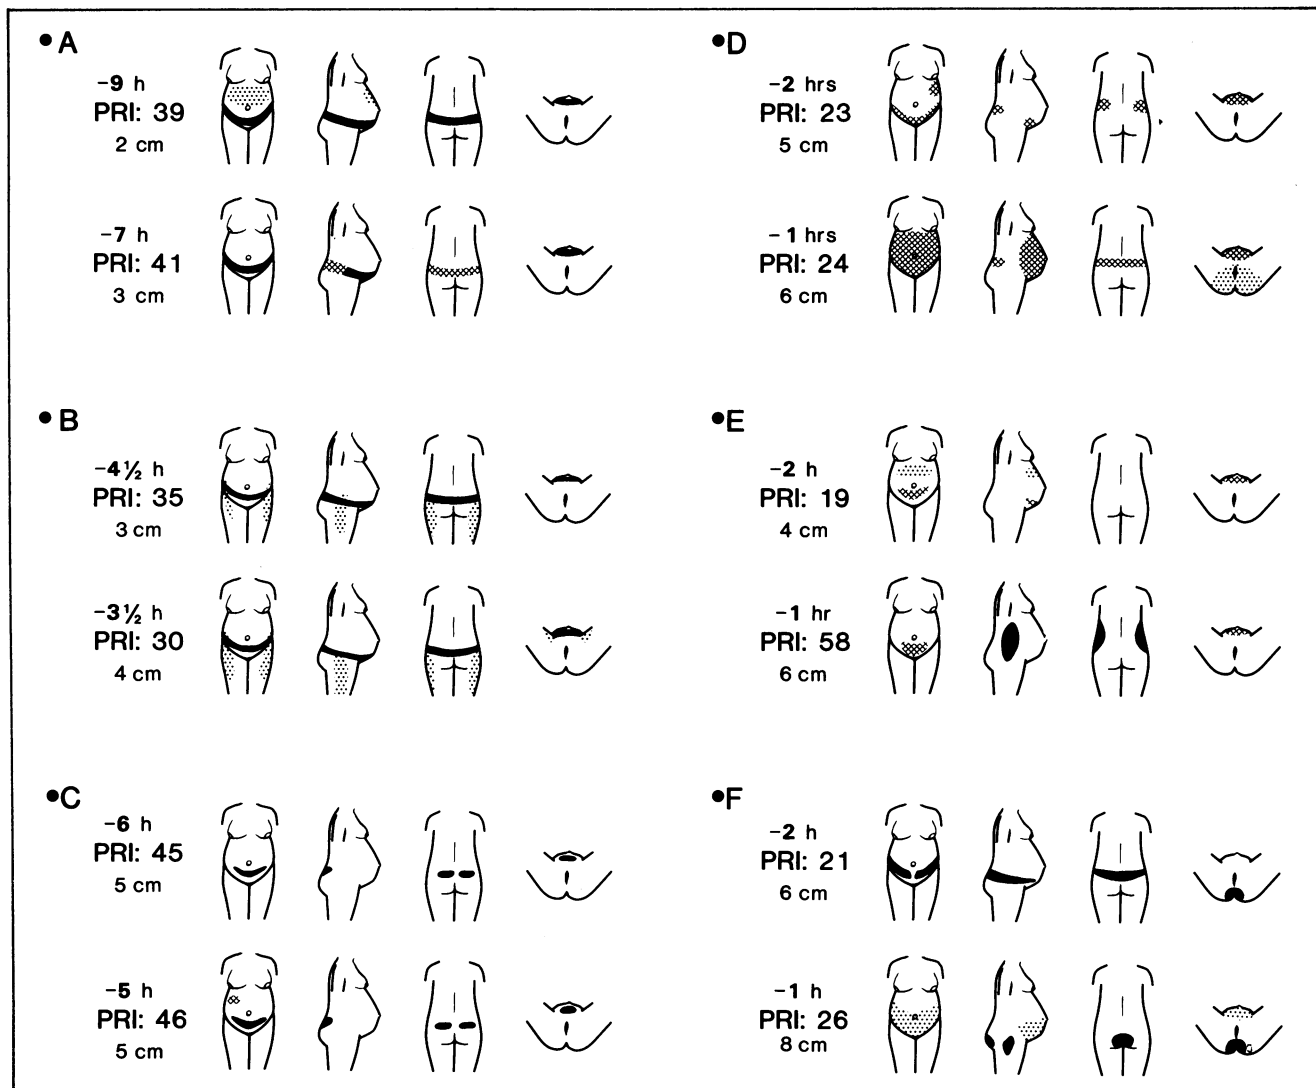 • A
-9 h
PRI: 39
2 cm
-7 h
PRI: 41
3 cm
• B
-4½ h
PRI: 35
3 cm
-3½ h
PRI: 30
4 cm
• C
-6 h
PRI: 45
5 cm
-5 h
PRI: 46
5 cm
• D
-2 hrs
PRI: 23
5 cm
-1 hrs
PRI: 24
6 cm
• E
-2 h
PRI: 19
4 cm
-1 hr
PRI: 58
6 cm
• F
-2 h
PRI: 21
6 cm
-1 h
PRI: 26
8 cm